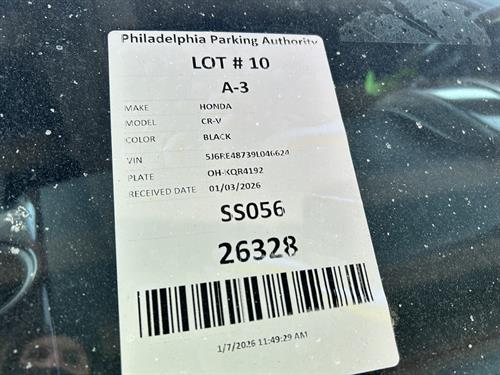 Philadelphia Parking Authority
LOT # 10
A-3
MAKE HONDA
MODEL CR-V
COLOR BLACK
VIN 5J6RE48739L046624
PLATE OH-KQR4192
RECEIVED DATE 01/03/2026
SS056
26328
1/7/2026 11:49:29 AM